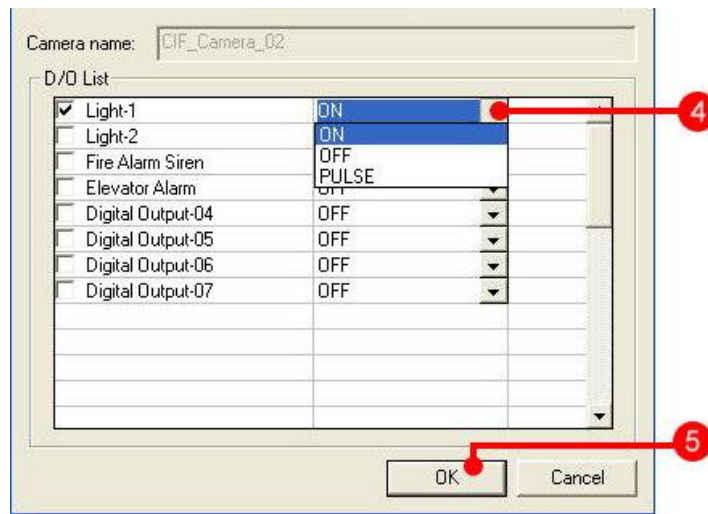 Camera name: CIF_Camera_02
D/O List
Light-1 ON
4
Light-2 ON
Fire Alarm Siren OFF
PULSE
Elevator Alarm OFF
Digital Output-04 OFF
Digital Output-05 OFF
Digital Output-06 OFF
Digital Output-07 OFF
5
OK Cancel